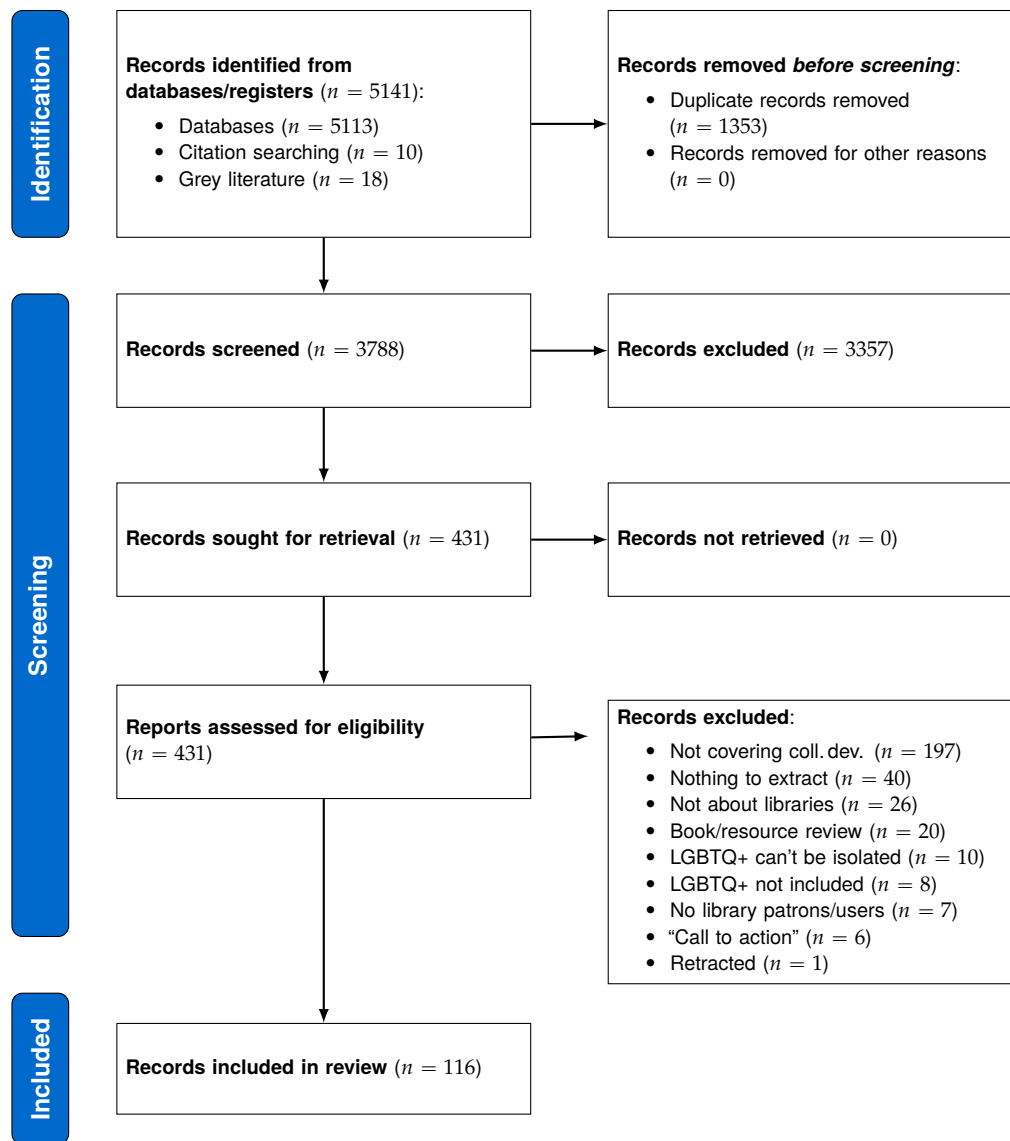 Identification
Records identified from
databases/registers (n = 5141):
• Databases (n = 5113)
• Citation searching (n = 10)
• Grey literature (n = 18)
Records removed before screening:
• Duplicate records removed
(n = 1353)
• Records removed for other reasons
(n = 0)
Screening
Records screened (n = 3788)
Records excluded (n = 3357)
Records sought for retrieval (n = 431)
Records not retrieved (n = 0)
Reports assessed for eligibility
(n = 431)
Records excluded:
• Not covering coll. dev. (n = 197)
• Nothing to extract (n = 40)
• Not about libraries (n = 26)
• Book/resource review (n = 20)
• LGBTQ+ can't be isolated (n = 10)
• LGBTQ+ not included (n = 8)
• No library patrons/users (n = 7)
• “Call to action” (n = 6)
• Retracted (n = 1)
Included
Records included in review (n = 116)